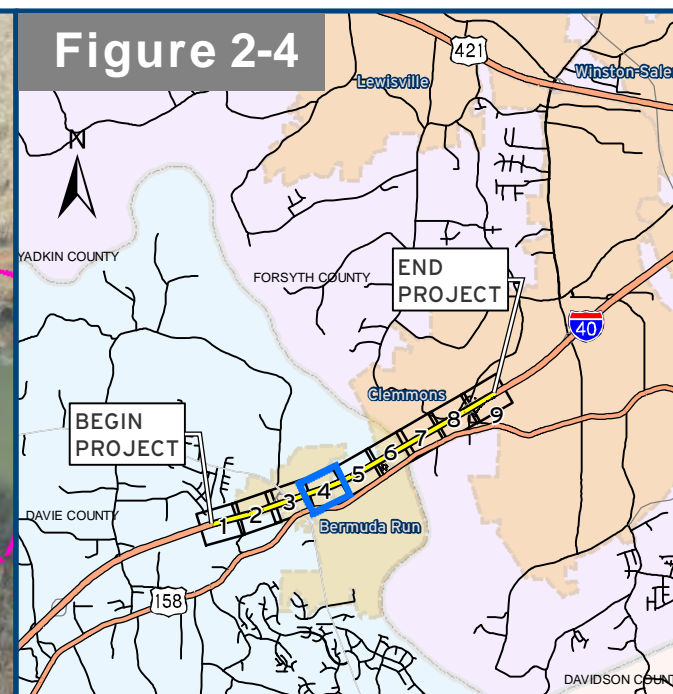 Figure 2-4
421
Lewisville
Winston-Sale
N
YADKIN COUNTY
FORSYTH COUNTY
END
PROJECT
40
Clemmons
BEGIN
PROJECT
9
8
7
6
5
4
3
2
1
DAVIE COUNTY
Bermuda Run
158
DAVIDSON COUNT